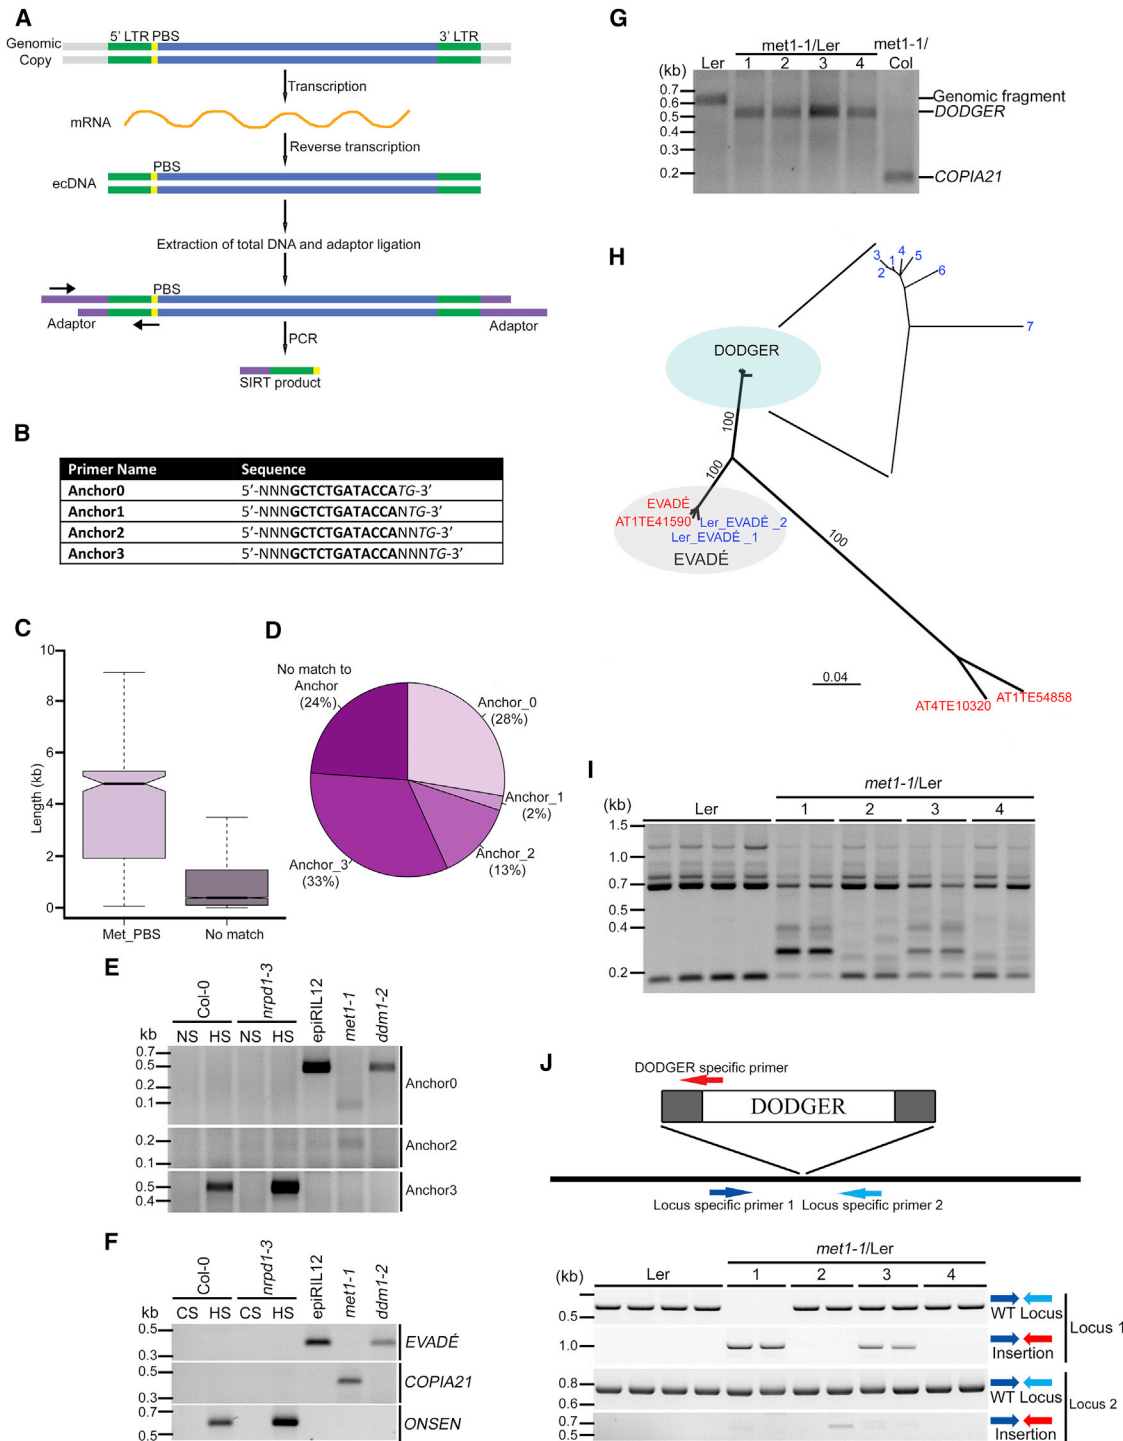 A
5' LTR PBS
3' LTR
Genomic
Copy
Transcription
mRNA
Reverse transcription
PBS
ecDNA
Extraction of total DNA and adaptor ligation
PBS
Adaptor
Adaptor
PCR
SIRT product
B
Primer Name Sequence
Anchor0 5'-NNNGCTCTGATACCATG-3'
Anchor1 5'-NNNGCTCTGATACCANTG-3'
Anchor2 5'-NNNGCTCTGATACCANNTG-3'
Anchor3 5'-NNNGCTCTGATACCANNNTG-3'
C
Length (kb)
10
8
6
4
2
0
Met_PBS
No match
D
No match to
Anchor
(24%)
Anchor_0
(28%)
Anchor_1
(2%)
Anchor_2
(13%)
Anchor_3
(33%)
E
Col-0
nrpd1-3
epiRIL12
met1-1
ddm1-2
kb
NS HS NS HS
0.7
0.5
0.2
0.1
Anchor0
0.2
0.1
Anchor2
0.5
0.4
Anchor3
F
Col-0
nrpd1-3
epiRIL12
met1-1
ddm1-2
kb
CS HS CS HS
0.5
0.3
EVADÉ
0.5
0.3
COPIA21
0.7
0.5
ONSEN
G
met1-1/Ler
met1-1/
Col
(kb)
Ler 1 2 3 4
0.7
0.6
0.5
0.4
0.3
0.2
Genomic fragment
DODGER
COPIA21
H
DODGER
3
2
1
4
5
6
7
100
100
100
EVADÉ
AT1TE41590
Ler_EVADÉ _2
Ler_EVADÉ _1
EVADÉ
0.04
AT4TE10320
AT1TE54858
I
met1-1/Ler
(kb)
Ler
1 2 3 4
1.5
1.0
0.7
0.5
0.4
0.2
J
DODGER specific primer
DODGER
Locus specific primer 1
Locus specific primer 2
met1-1/Ler
(kb)
Ler
1 2 3 4
0.5
WT Locus
1.0
Insertion
Locus 1
0.8
0.6
WT Locus
0.7
0.5
Insertion
Locus 2